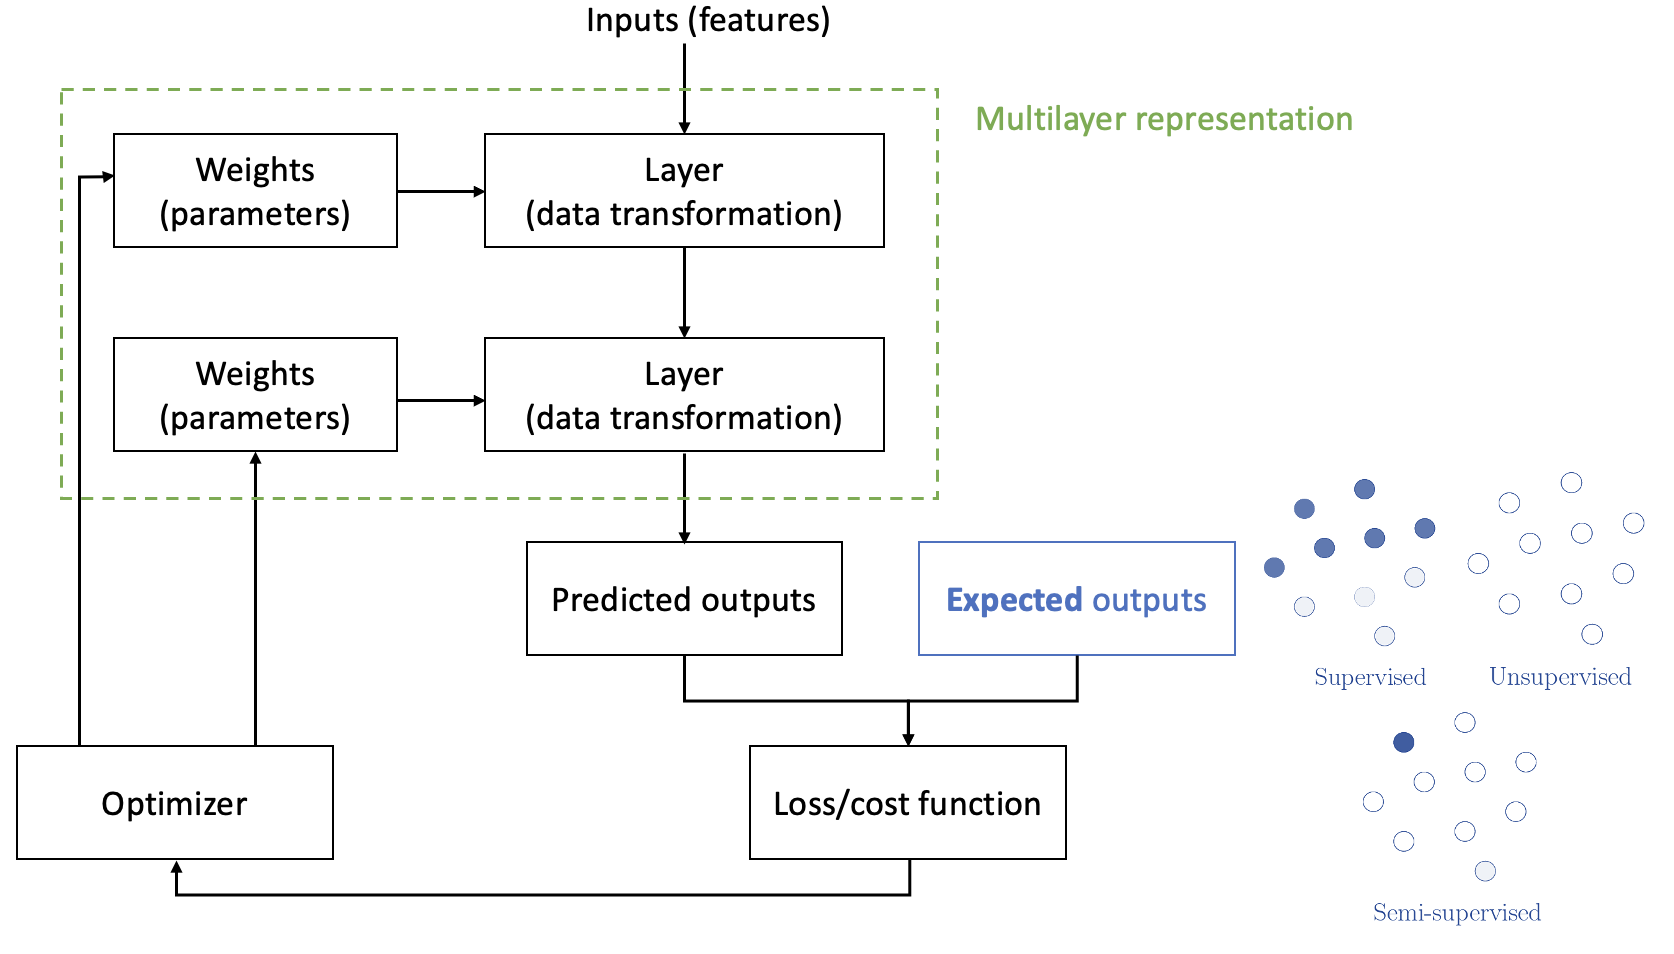 Inputs (features)
Multilayer representation
Weights
(parameters)
Layer
(data transformation)
Weights
(parameters)
Layer
(data transformation)
Predicted outputs
Expected outputs
Supervised
Unsupervised
Optimizer
Loss/cost function
Semi-supervised